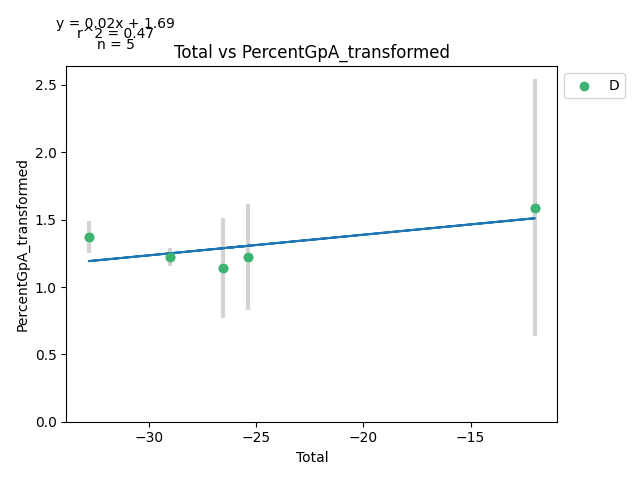 y = 0.02x + 1.69
r^2 = 0.47
n = 5
Total vs PercentGpA_transformed
D
PercentGpA_transformed
2.5
2.0
1.5
1.0
0.5
0.0
−30
−25
−20
−15
Total